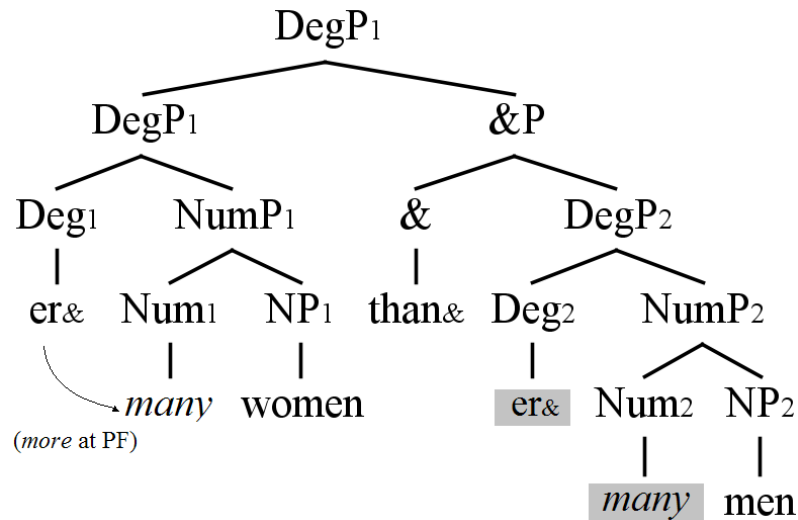 DegP1
DegP1 &P
Deg1 NumP1 & DegP2
er& Num1 NP1 than& Deg2 NumP2
many women er& Num2 NP2
(more at PF)
many men